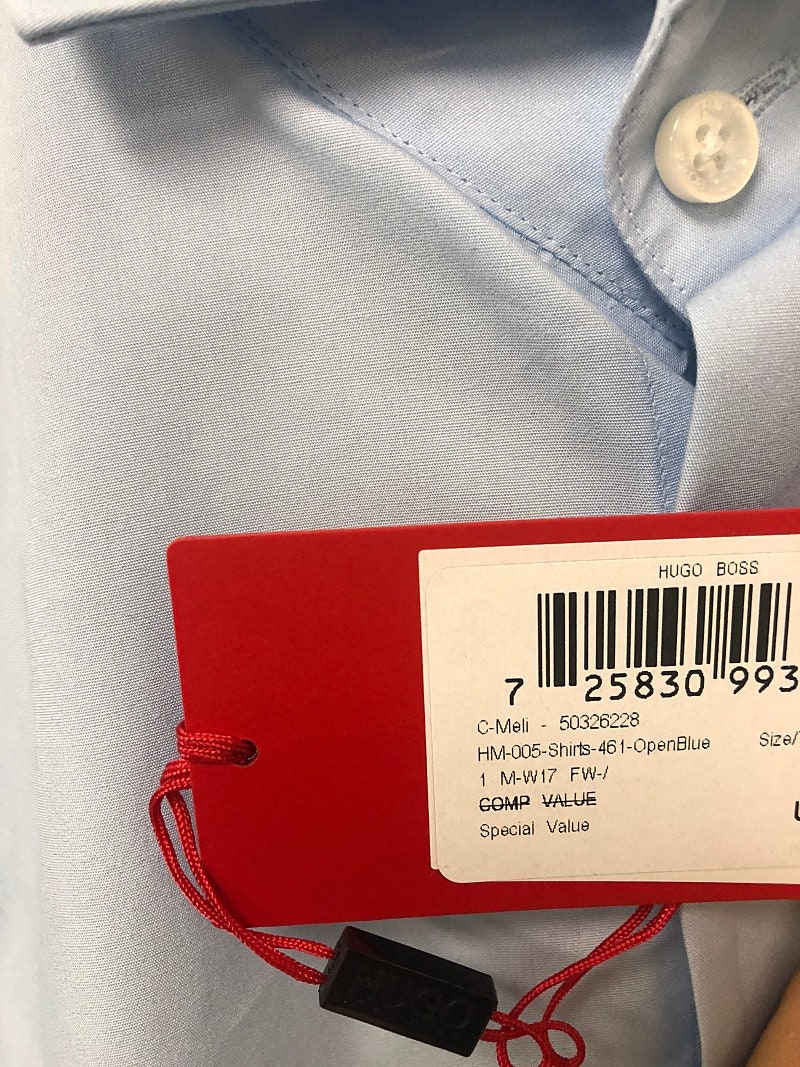 HUGO BOSS
7 25830 993
C-Meli - 50326228
HM-005-Shirts-461-OpenBlue Size/
1 M-W17 FW-/
COMP VALUE
Special Value
HUGO